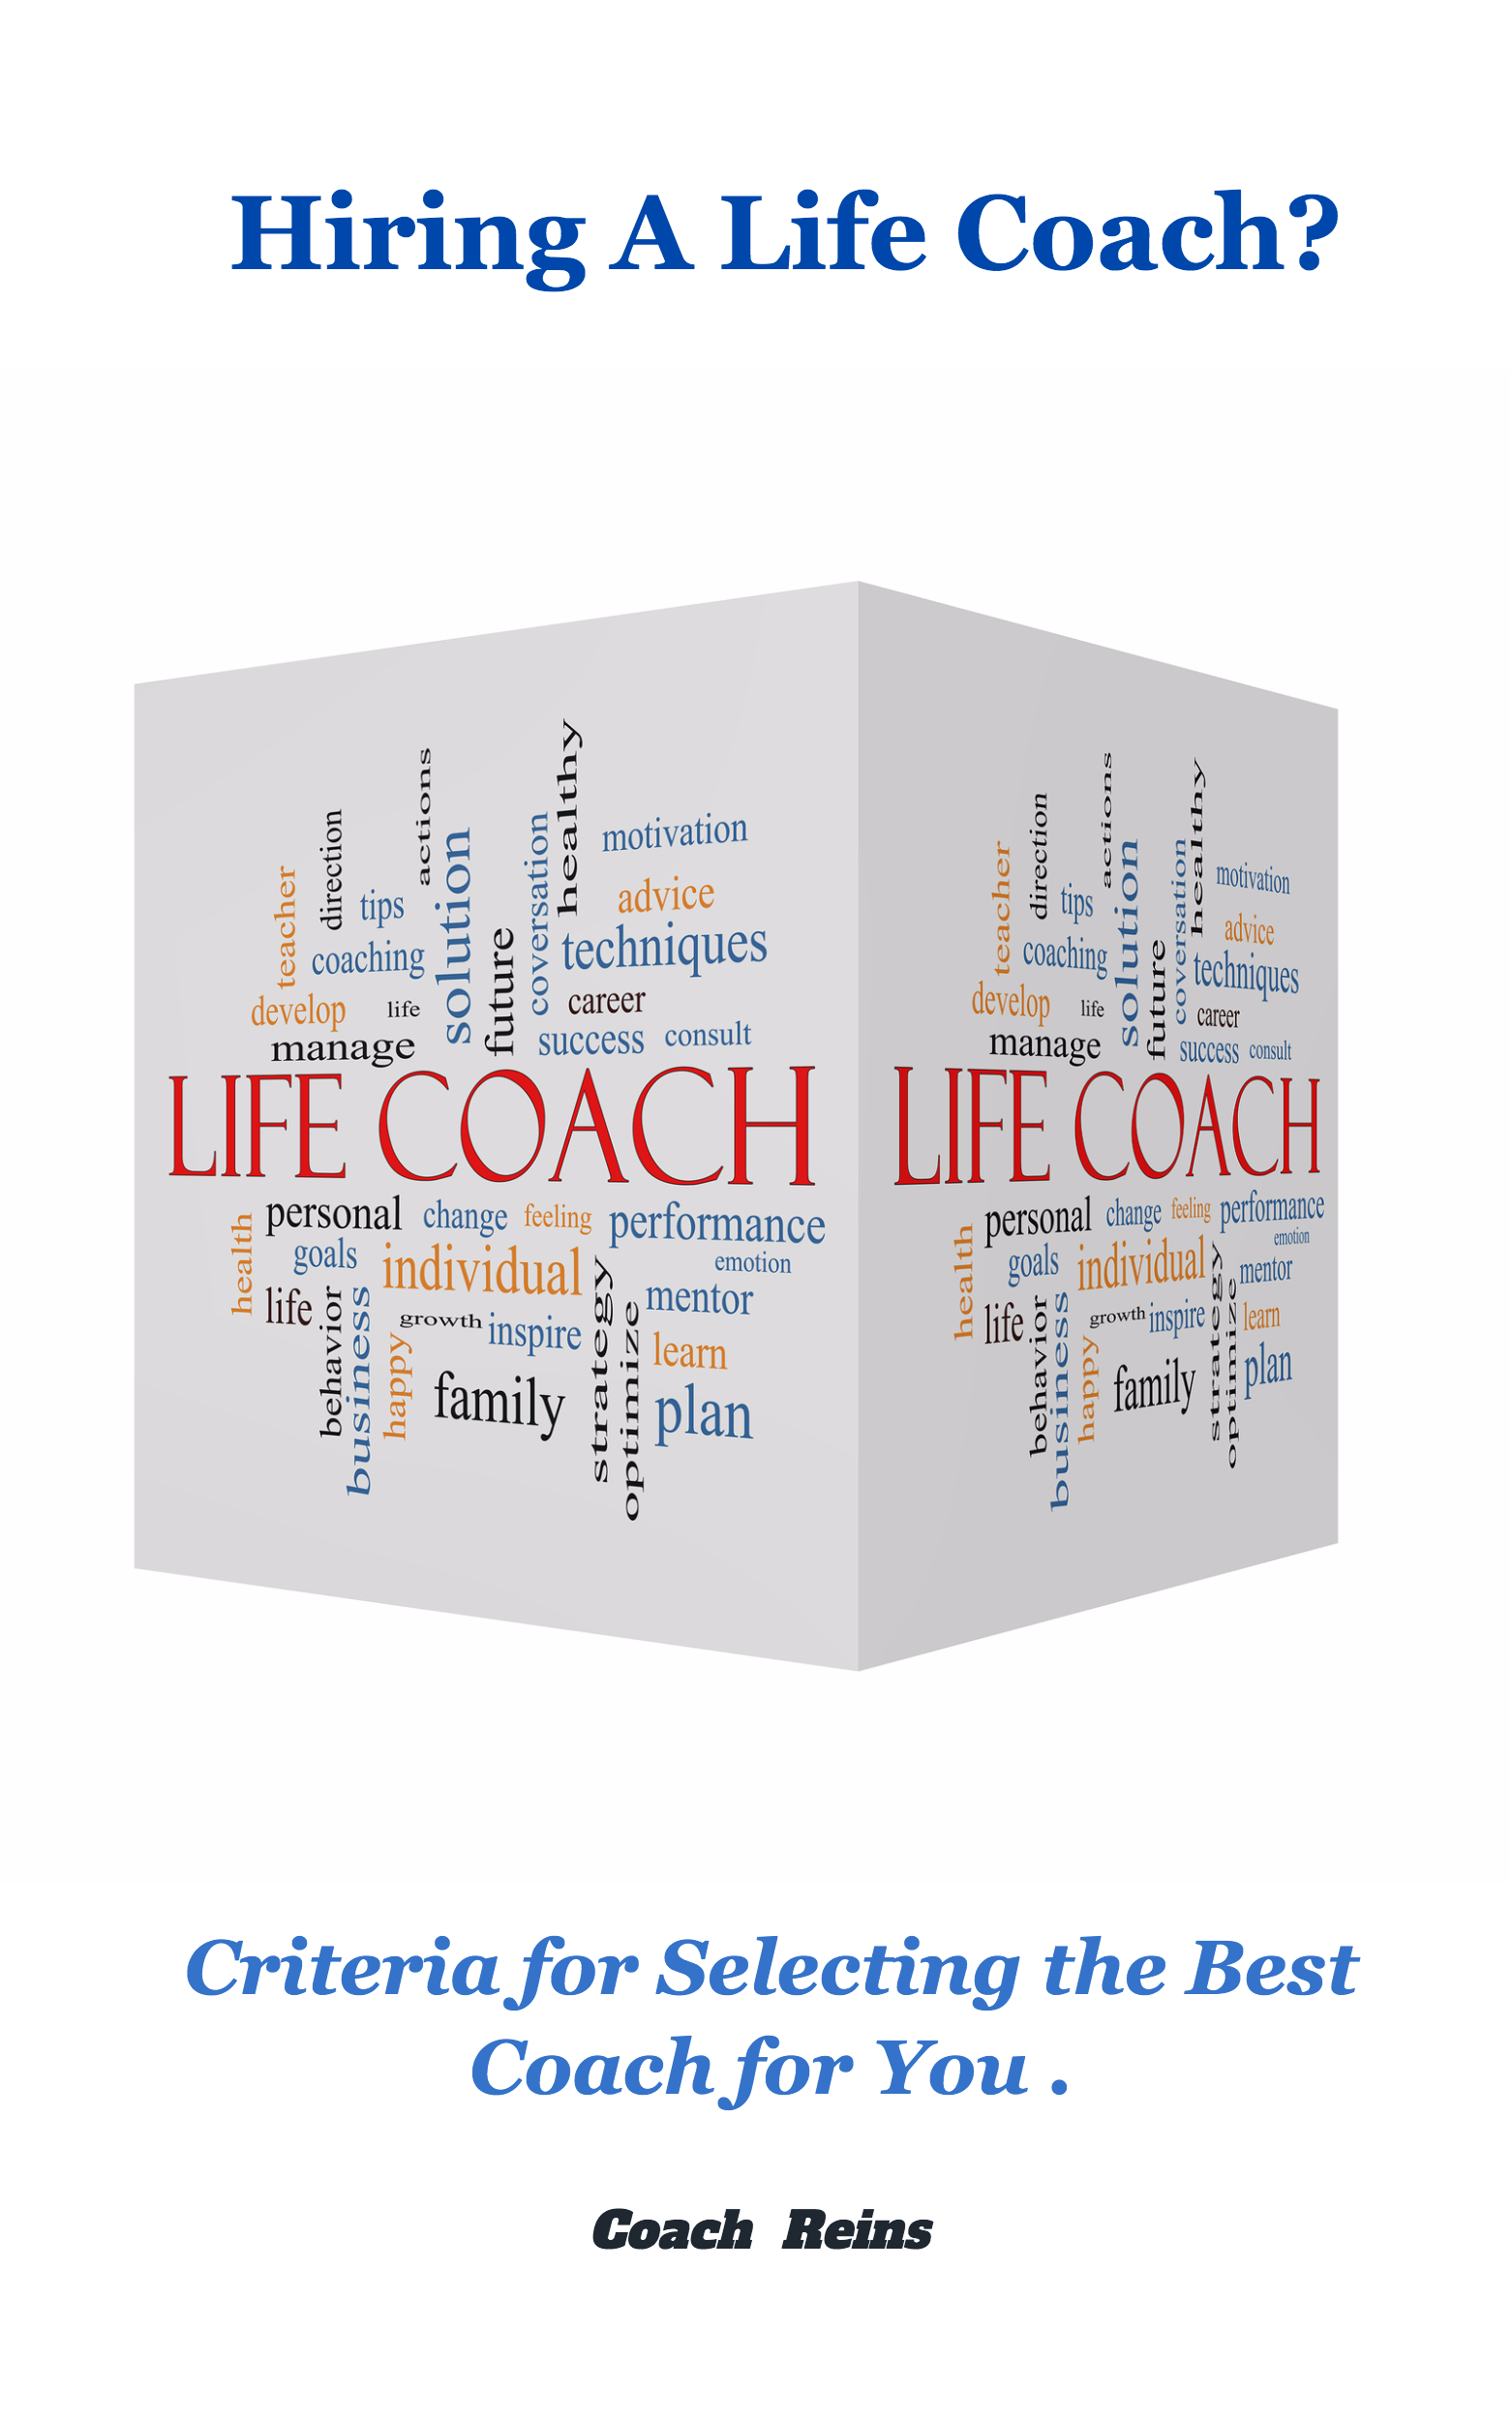 Hiring A Life Coach?
actions
healthy
direction
solution
coversation
motivation
teacher
tips
advice
coaching
future
techniques
develop
life
career
manage
success
consult
LIFE COACH
personal
change
feeling
performance
health
goals
individual
emotion
life
behavior
business
growth
inspire
strategy
mentor
happy
optimize
learn
family
plan
actions
healthy
direction
solution
coversation
motivation
teacher
tips
advice
coaching
future
techniques
develop
life
career
manage
success
consult
LIFE COACH
personal
change
feeling
performance
health
goals
individual
emotion
life
behavior
business
growth
inspire
strategy
mentor
happy
optimize
learn
family
plan
Criteria for Selecting the Best
Coach for You .
Coach Reins